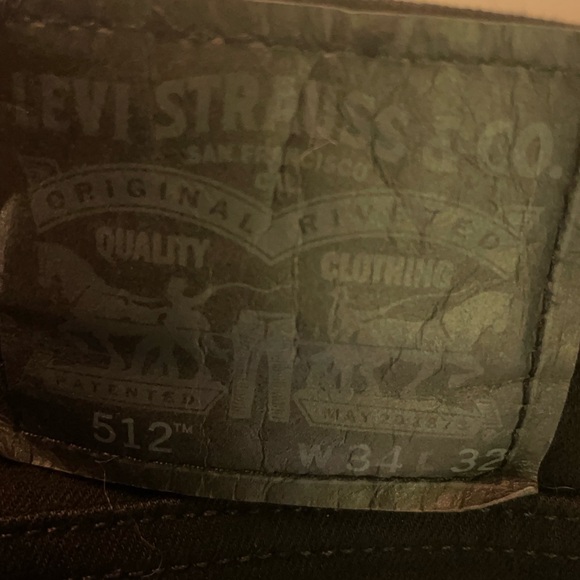 LEVI STRAUSS & CO.
SAN FRANCISCO
CAL
ORIGINAL RIVETED
QUALITY CLOTHING
PATENTED MAY 20 1873
512™ W 34 L 32